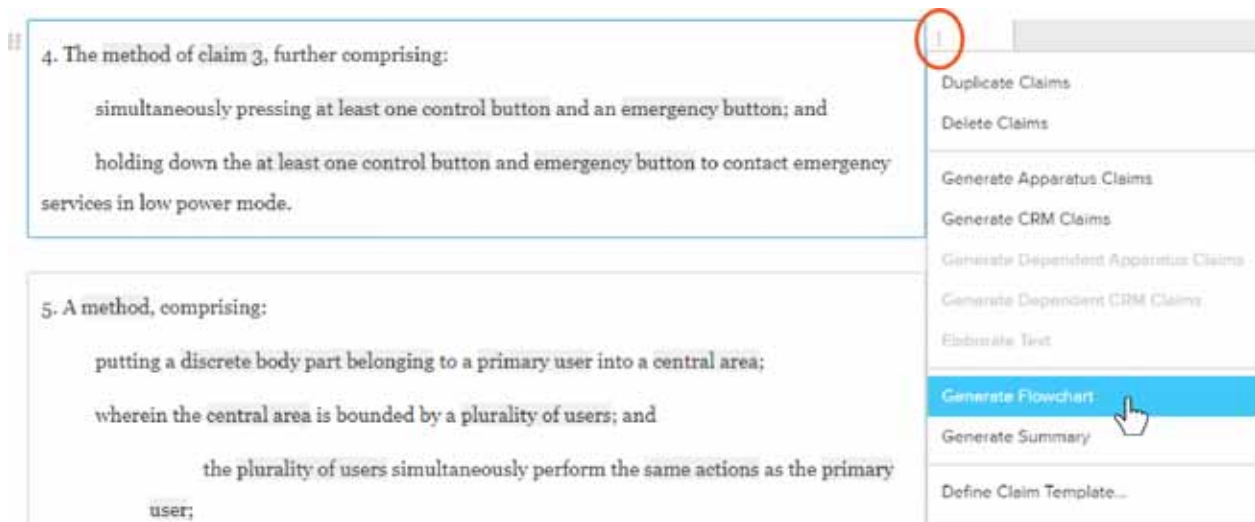 4. The method of claim 3, further comprising:
simultaneously pressing at least one control button and an emergency button; and
holding down the at least one control button and emergency button to contact emergency
services in low power mode.
5. A method, comprising:
putting a discrete body part belonging to a primary user into a central area;
wherein the central area is bounded by a plurality of users; and
the plurality of users simultaneously perform the same actions as the primary
user;
Duplicate Claims
Delete Claims
Generate Apparatus Claims
Generate CRM Claims
Generate Dependent Apparatus Claims
Generate Dependent CRM Claims
Elaborate Text
Generate Flowchart
Generate Summary
Define Claim Template...